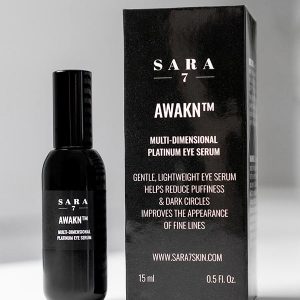 SARA
7
AWAKN™
MULTI-DIMENSIONAL
PLATINUM EYE SERUM
SARA
7
AWAKN™
MULTI-DIMENSIONAL
PLATINUM EYE SERUM
GENTLE, LIGHTWEIGHT EYE SERUM
HELPS REDUCE PUFFINESS
& DARK CIRCLES
IMPROVES THE APPEARANCE
OF FINE LINES
WWW.SARA7SKIN.COM
15 ml 0.5 Fl. Oz.